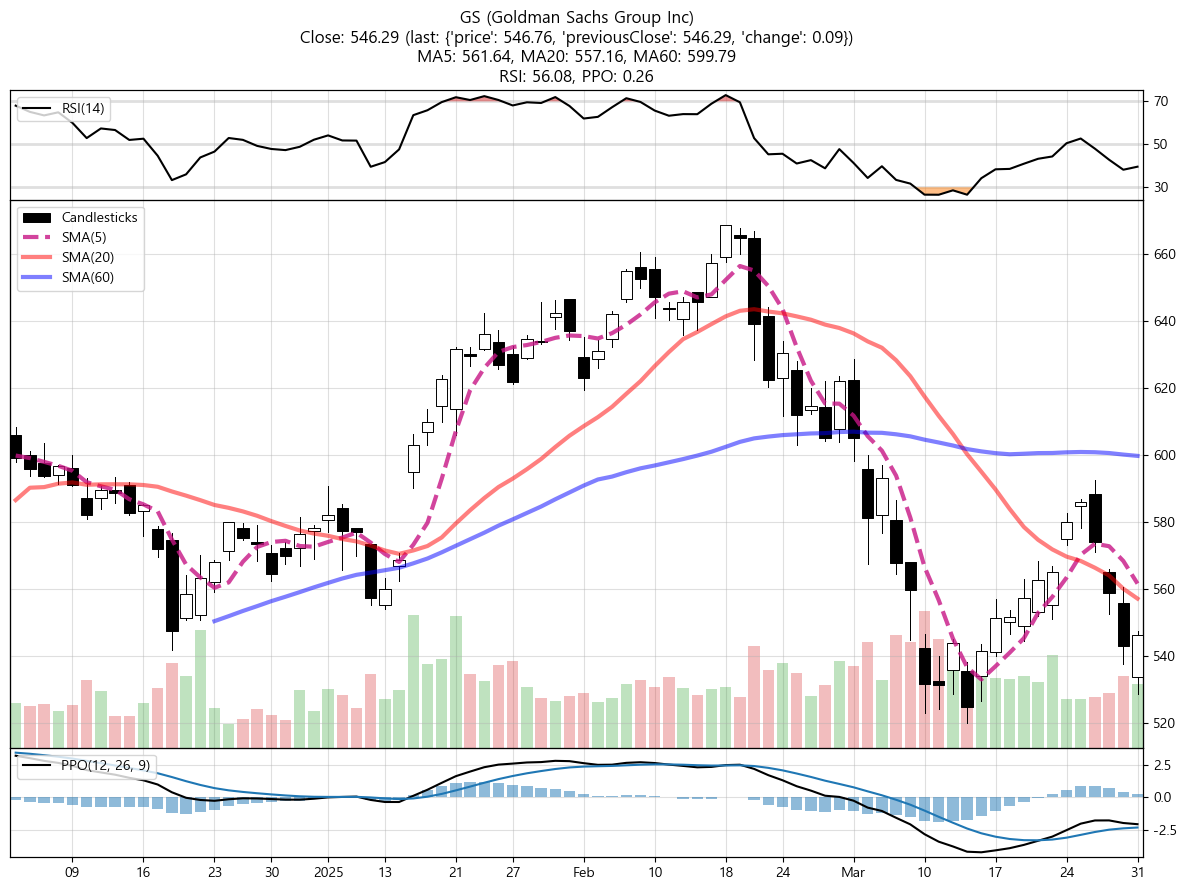 GS (Goldman Sachs Group Inc)
Close: 546.29 (last: {'price': 546.76, 'previousClose': 546.29, 'change': 0.09})
MA5: 561.64, MA20: 557.16, MA60: 599.79
RSI: 56.08, PPO: 0.26
RSI(14)
70
50
30
Candlesticks
SMA(5)
SMA(20)
SMA(60)
660
640
620
600
580
560
540
520
PPO(12, 26, 9)
2.5
0.0
-2.5
09 16 23 30 2025 13 21 27 Feb 10 18 24 Mar 10 17 24 31